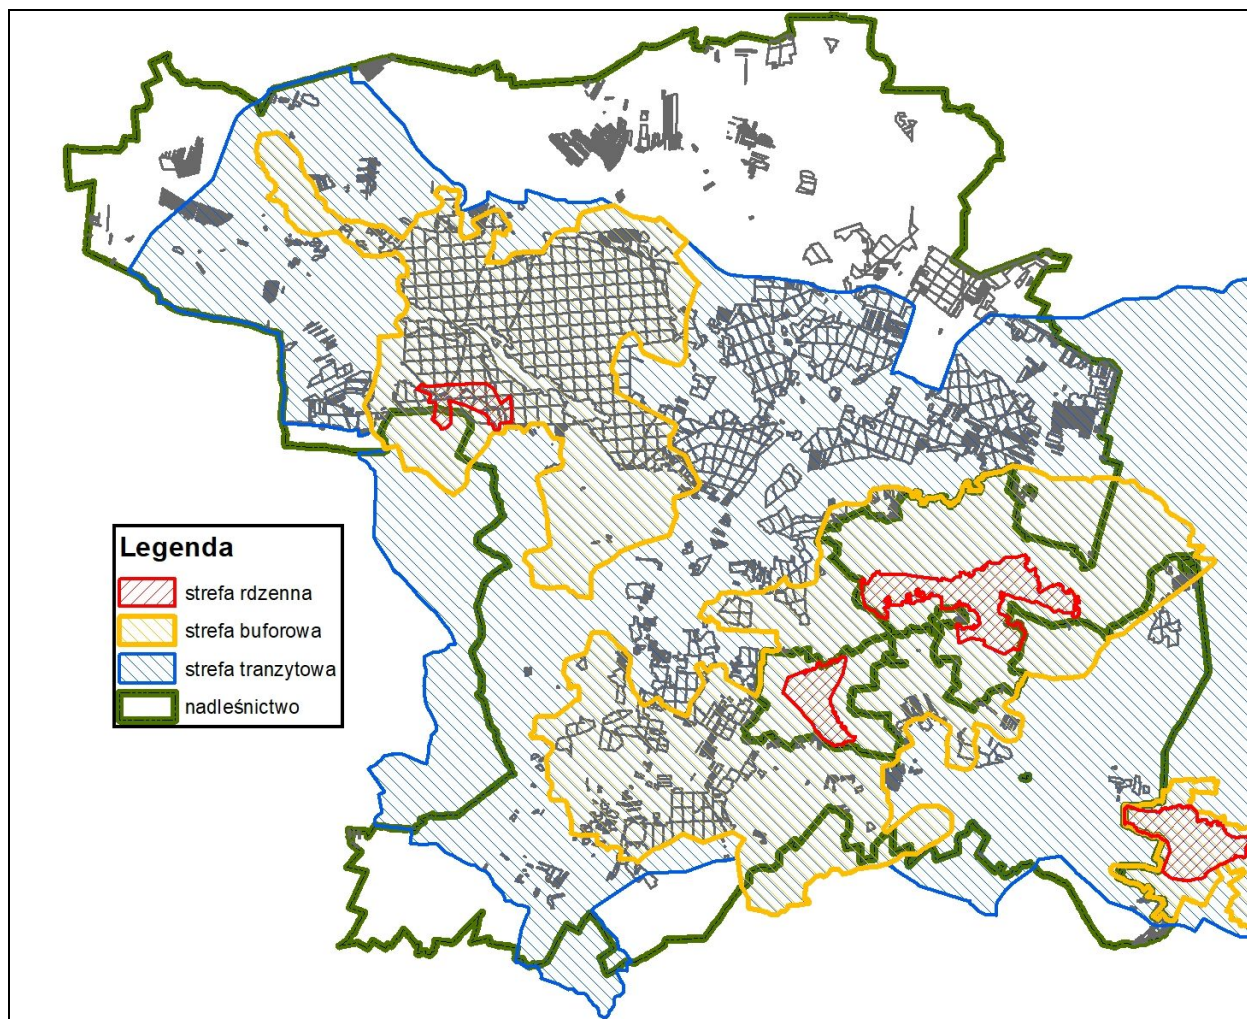 Legenda
strefa rdzenna
strefa buforowa
strefa tranzytowa
nadleśnictwo